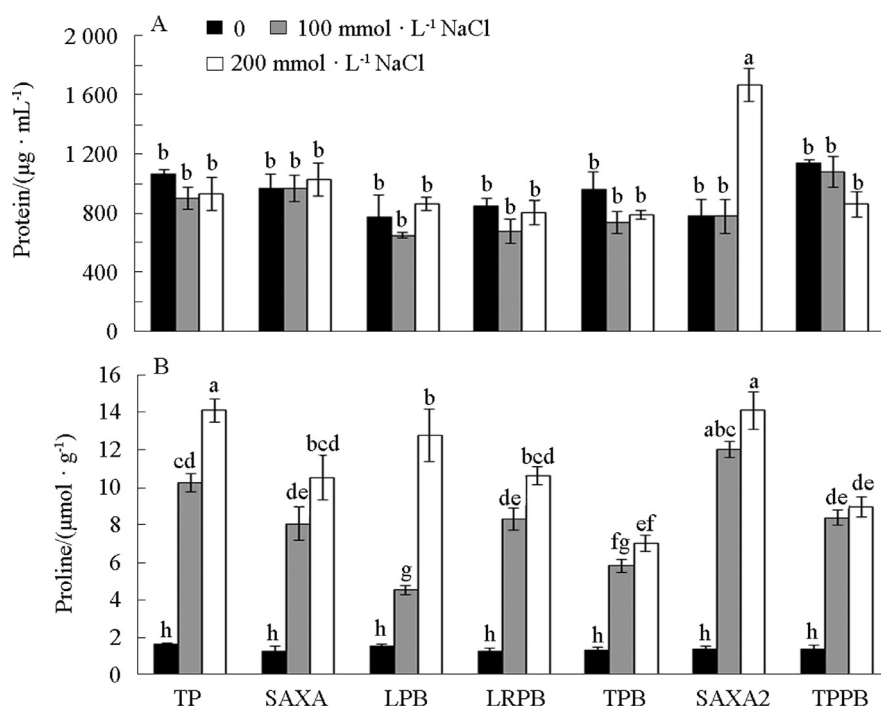 A
0 100 mmol · L⁻¹ NaCl
200 mmol · L⁻¹ NaCl
Protein/(μg · mL⁻¹)
2 000
1 600
1 200
800
400
0
b b b b b b b b b b b b b b b b b a b b b
B
Proline/(μmol · g⁻¹)
16
14
12
10
8
6
4
2
0
h cd a h de bcd h g b h de bcd h fg ef h abc a h de de
TP SAXA LPB LRPB TPB SAXA2 TPPB